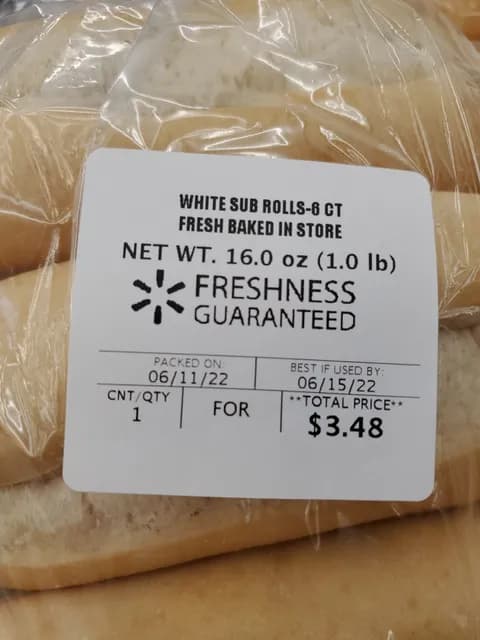 WHITE SUB ROLLS-6 CT
FRESH BAKED IN STORE
NET WT. 16.0 oz (1.0 lb)
FRESHNESS
GUARANTEED
PACKED ON
06/11/22
BEST IF USED BY:
06/15/22
CNT/QTY
1
FOR
**TOTAL PRICE**
$3.48